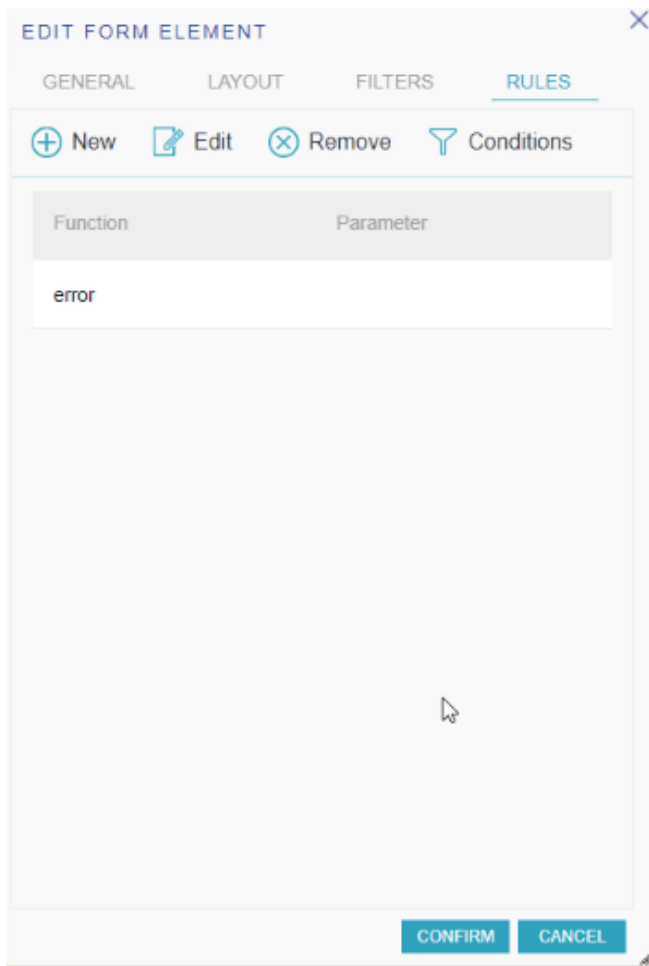 EDIT FORM ELEMENT
GENERAL LAYOUT FILTERS RULES
New Edit Remove Conditions
Function Parameter
error
CONFIRM CANCEL